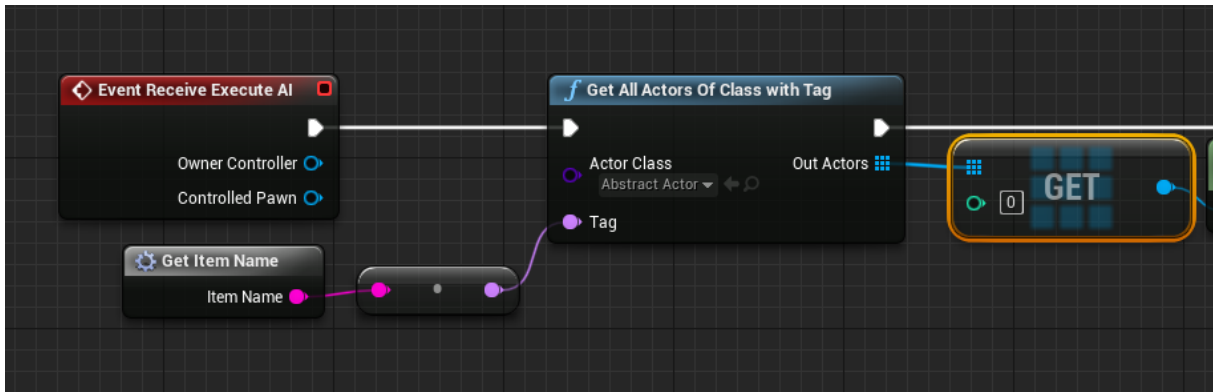 Event Receive Execute AI
Owner Controller
Controlled Pawn
Get Item Name
Item Name
f Get All Actors Of Class with Tag
Actor Class
Abstract Actor
Out Actors
Tag
0
GET